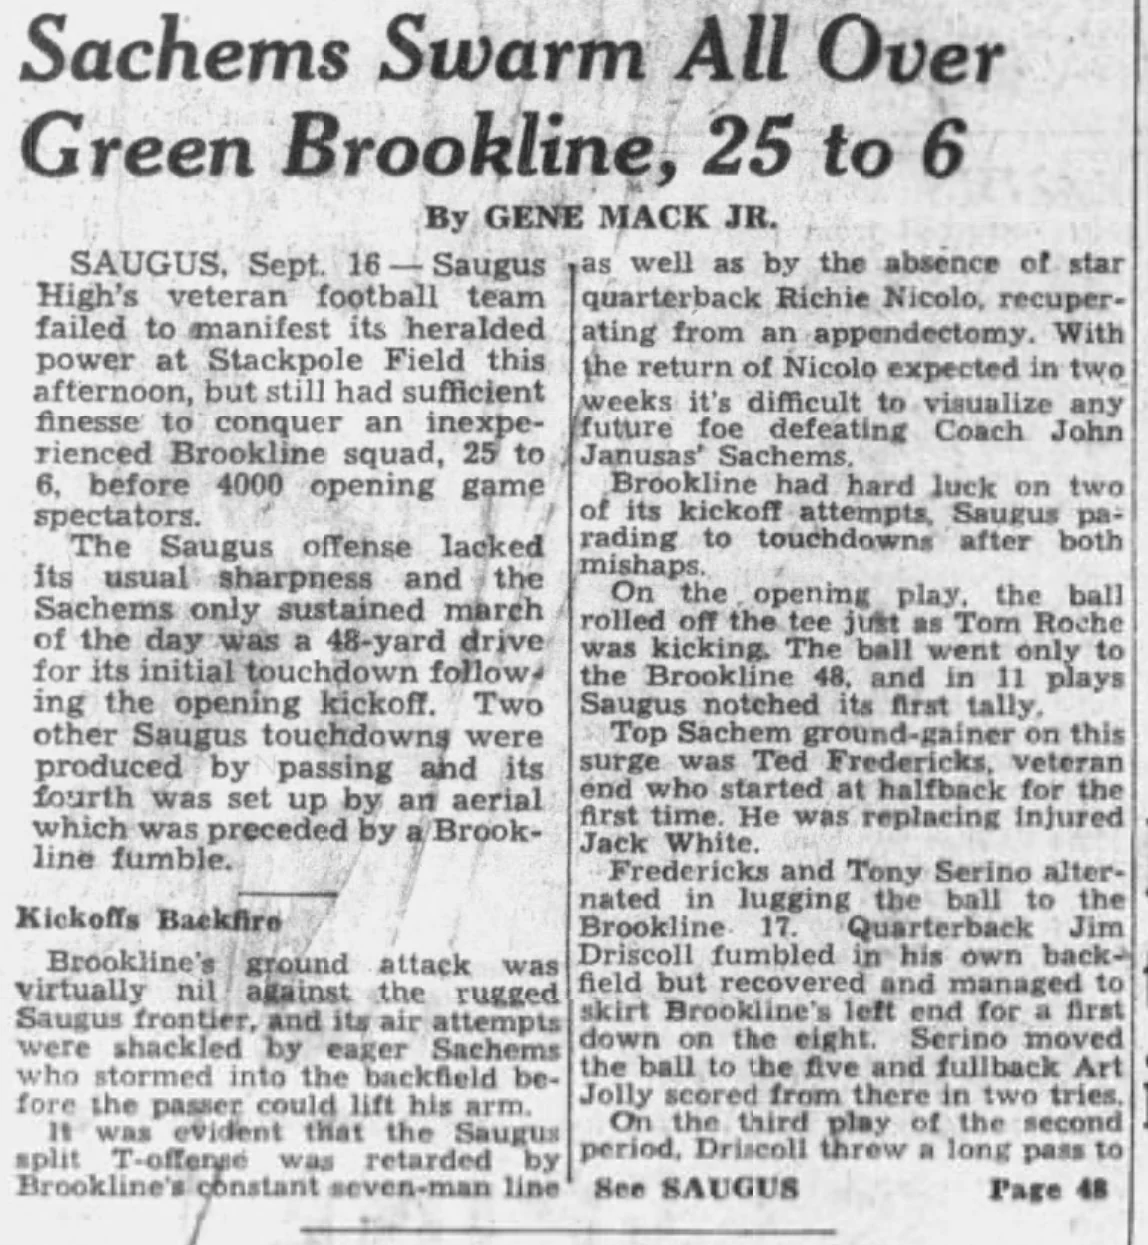 Sachems Swarm All Over
Green Brookline, 25 to 6
By GENE MACK JR.
SAUGUS, Sept. 16 — Saugus
High's veteran football team
failed to manifest its heralded
power at Stackpole Field this
afternoon, but still had sufficient
finesse to conquer an inexpe-
rienced Brookline squad, 25 to
6, before 4000 opening game
spectators.
The Saugus offense lacked
its usual sharpness and the
Sachems only sustained march
of the day was a 48-yard drive
for its initial touchdown follow-
ing the opening kickoff. Two
other Saugus touchdowns were
produced by passing and its
fourth was set up by an aerial
which was preceded by a Brook-
line fumble.
Kickoffs Backfire
Brookline's ground attack was
virtually nil against the rugged
Saugus frontier, and its air attempts
were shackled by eager Sachems
who stormed into the backfield be-
fore the passer could lift his arm.
It was evident that the Saugus
split T-offense was retarded by
Brookline's constant seven-man line
as well as by the absence of star
quarterback Richie Nicolo, recuper-
ating from an appendectomy. With
the return of Nicolo expected in two
weeks it's difficult to visualize any
future foe defeating Coach John
Janusas' Sachems.
Brookline had hard luck on two
of its kickoff attempts, Saugus pa-
rading to touchdowns after both
mishaps.
On the opening play, the ball
rolled off the tee just as Tom Roche
was kicking. The ball went only to
the Brookline 48, and in 11 plays
Saugus notched its first tally.
Top Sachem ground-gainer on this
surge was Ted Fredericks, veteran
end who started at halfback for the
first time. He was replacing injured
Jack White.
Fredericks and Tony Serino alter-
nated in lugging the ball to the
Brookline 17. Quarterback Jim
Driscoll fumbled in his own back-
field but recovered and managed to
skirt Brookline's left end for a first
down on the eight. Serino moved
the ball to the five and fullback Art
Jolly scored from there in two tries.
On the third play of the second
period, Driscoll threw a long pass to
See SAUGUS Page 48